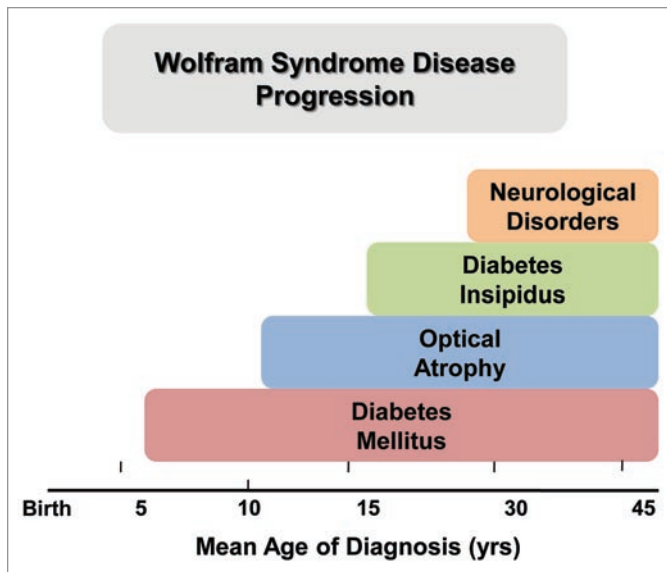 Wolfram Syndrome Disease
Progression
Neurological
Disorders
Diabetes
Insipidus
Optical
Atrophy
Diabetes
Mellitus
Birth 5 10 15 30 45
Mean Age of Diagnosis (yrs)